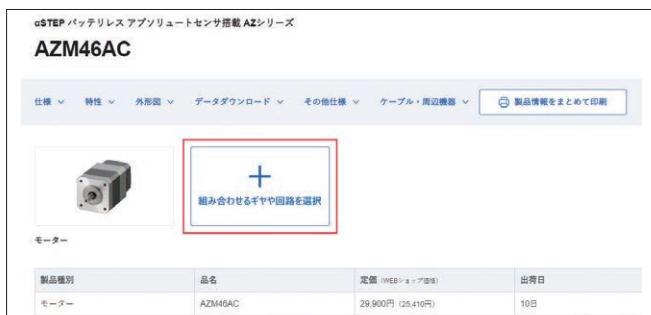 αSTEP バッテリレス アブソリュートセンサ搭載 AZシリーズ
AZM46AC
仕様 特性 外形図 データダウンロード その他仕様 ケーブル・周辺機器 製品情報をまとめて印刷
組み合わせるギヤや回路を選択
モーター
製品種別 品名 定価 (WEBショップ価格) 出荷日
モーター AZM46AC 29,900円 (25,410円) 10日